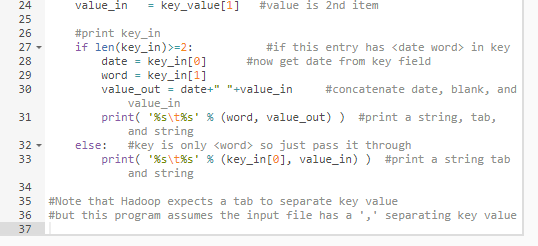 24 value_in = key_value[1] #value is 2nd item
25
26 #print key_in
27 if len(key_in)>=2: #if this entry has <date word> in key
28 date = key_in[0] #now get date from key field
29 word = key_in[1]
30 value_out = date+" "+value_in #concatenate date, blank, and
value_in
31 print( '%s\t%s' % (word, value_out) ) #print a string, tab,
and string
32 else: #key is only <word> so just pass it through
33 print( '%s\t%s' % (key_in[0], value_in) ) #print a string tab
and string
34
35 #Note that Hadoop expects a tab to separate key value
36 #but this program assumes the input file has a ',' separating key value
37